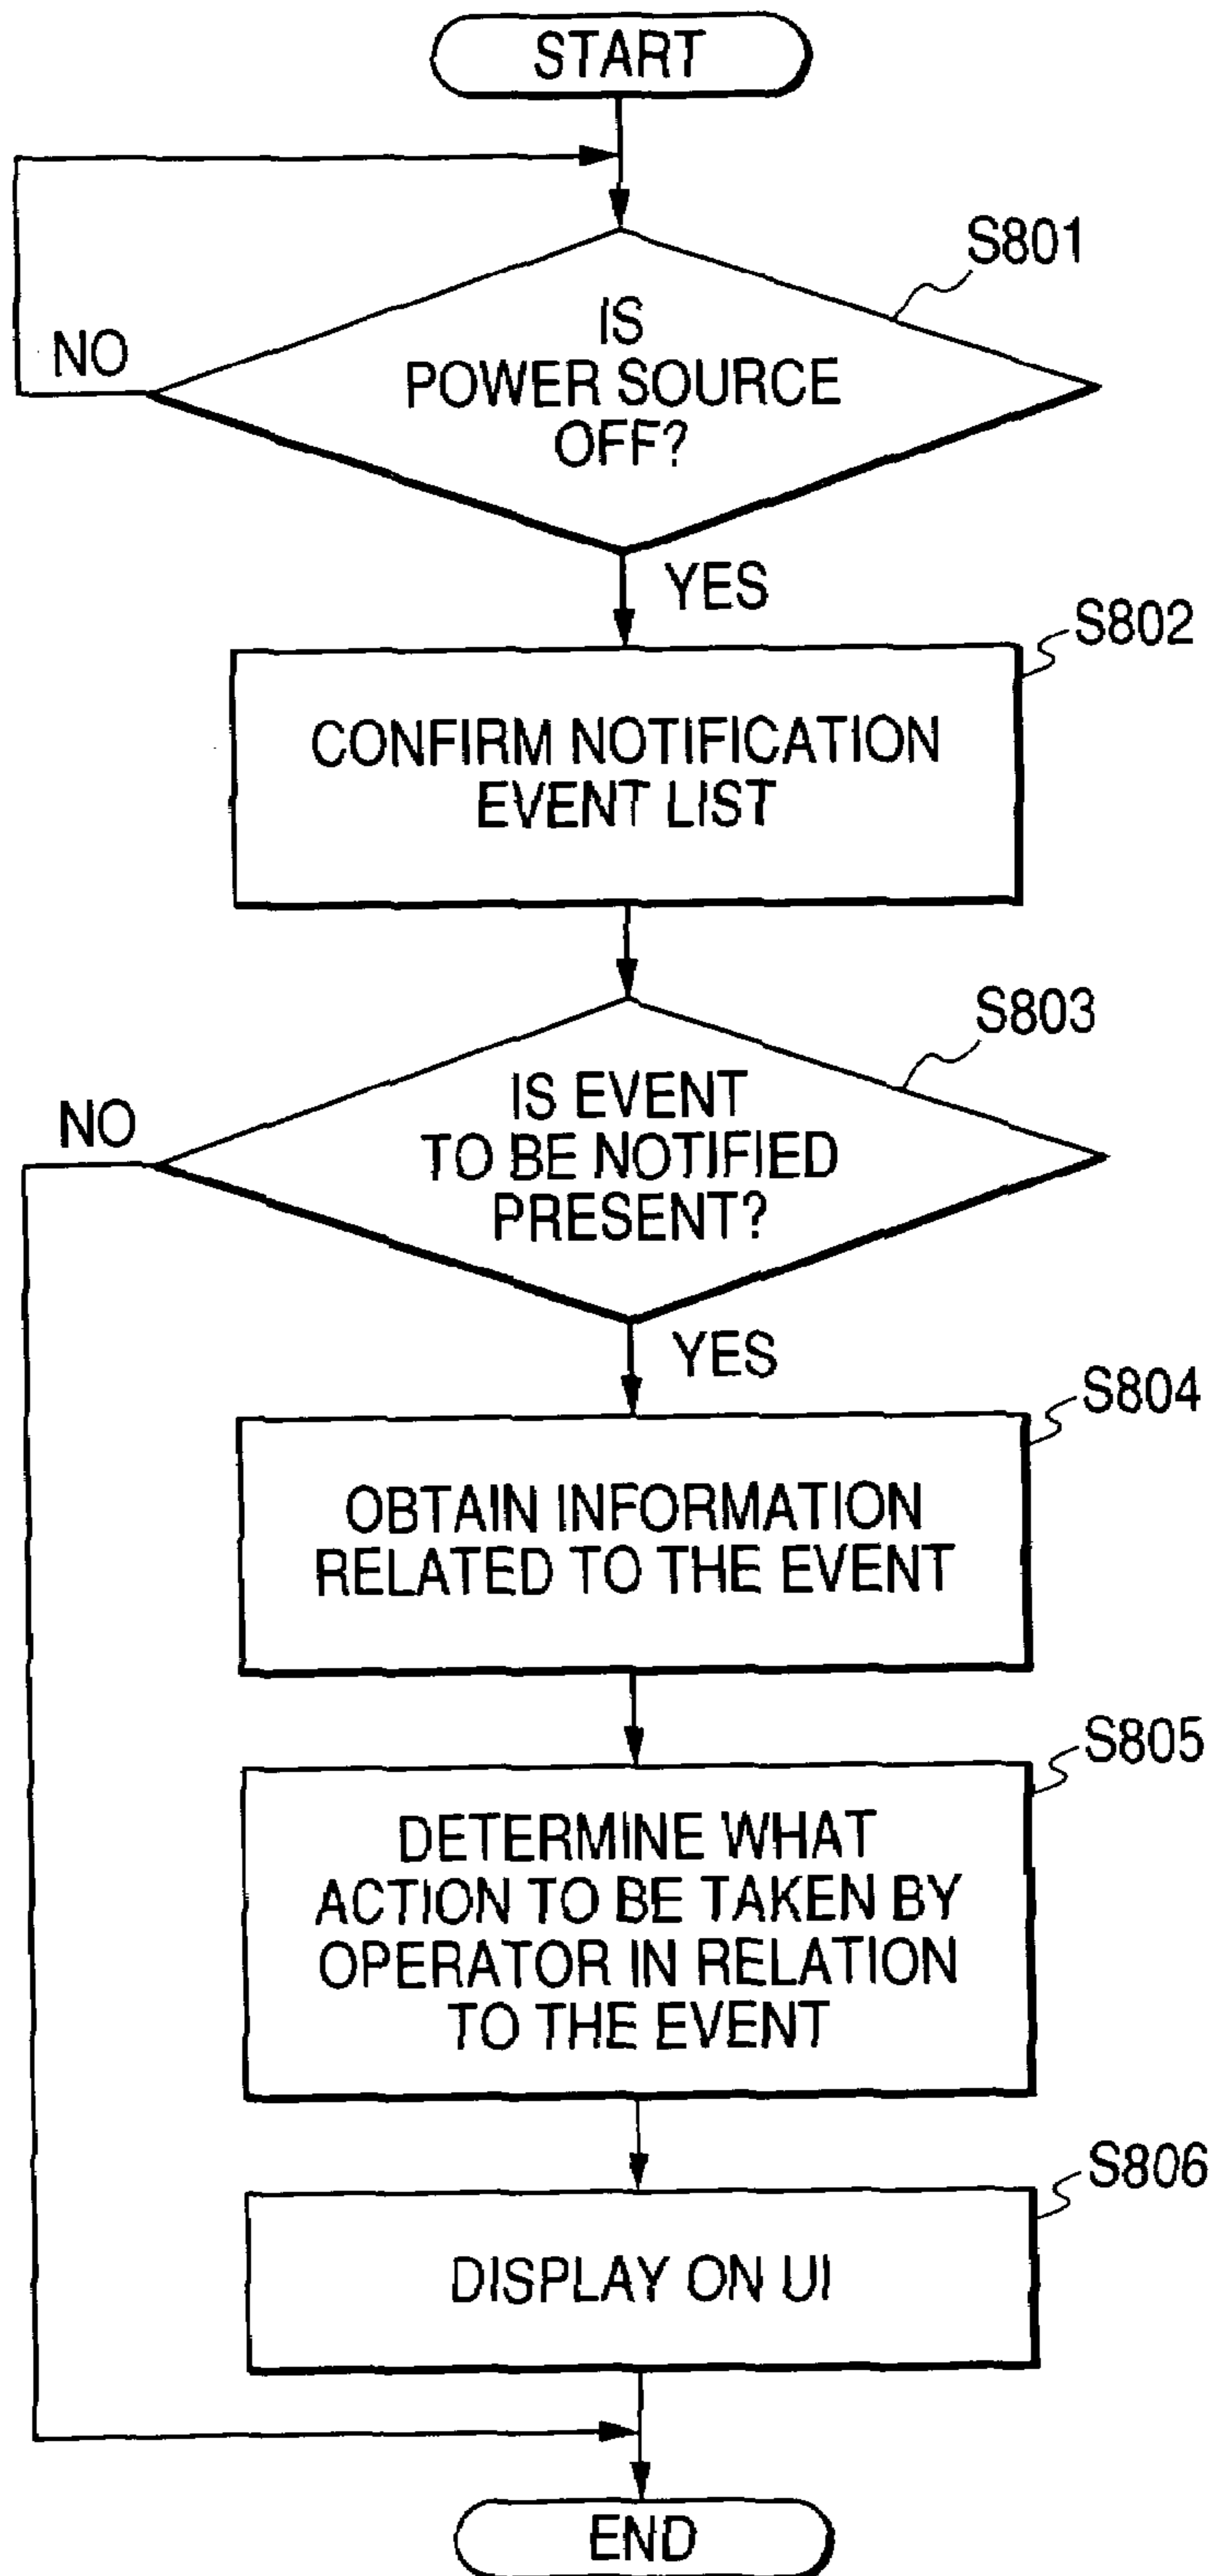 START
S801
IS
POWER SOURCE
OFF?
NO
YES
S802
CONFIRM NOTIFICATION
EVENT LIST
S803
IS EVENT
TO BE NOTIFIED
PRESENT?
NO
YES
S804
OBTAIN INFORMATION
RELATED TO THE EVENT
S805
DETERMINE WHAT
ACTION TO BE TAKEN BY
OPERATOR IN RELATION
TO THE EVENT
S806
DISPLAY ON UI
END